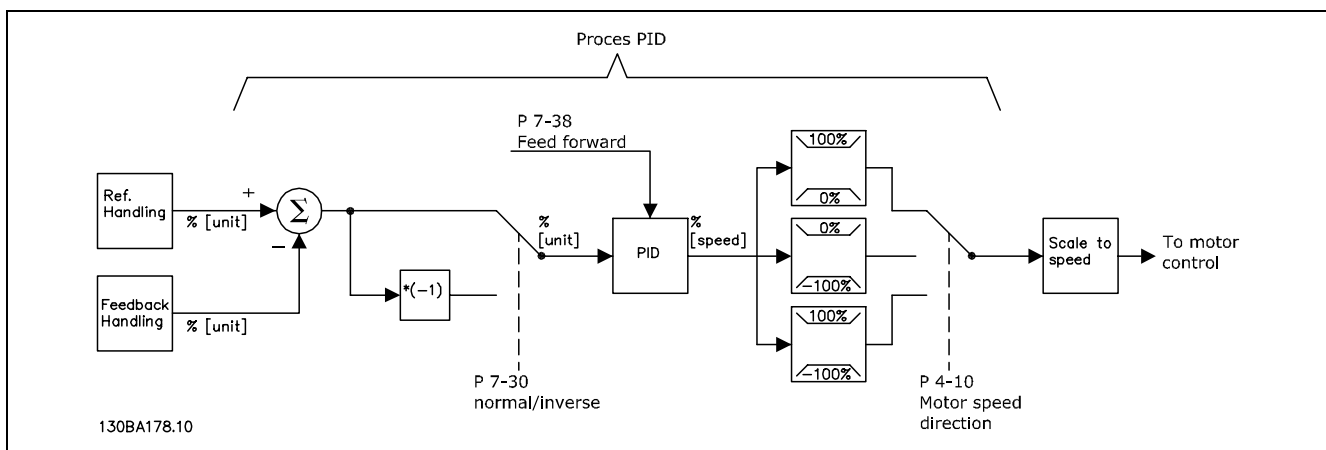 Proces PID
P 7-38
Feed forward
100%
0%
Ref.
Handling
+
% [unit]
Σ
−
%
[unit]
PID
%
[speed]
0%
−100%
Scale to
speed
To motor
control
Feedback
Handling
% [unit]
*(−1)
100%
−100%
P 7-30
normal/inverse
P 4-10
Motor speed
direction
130BA178.10